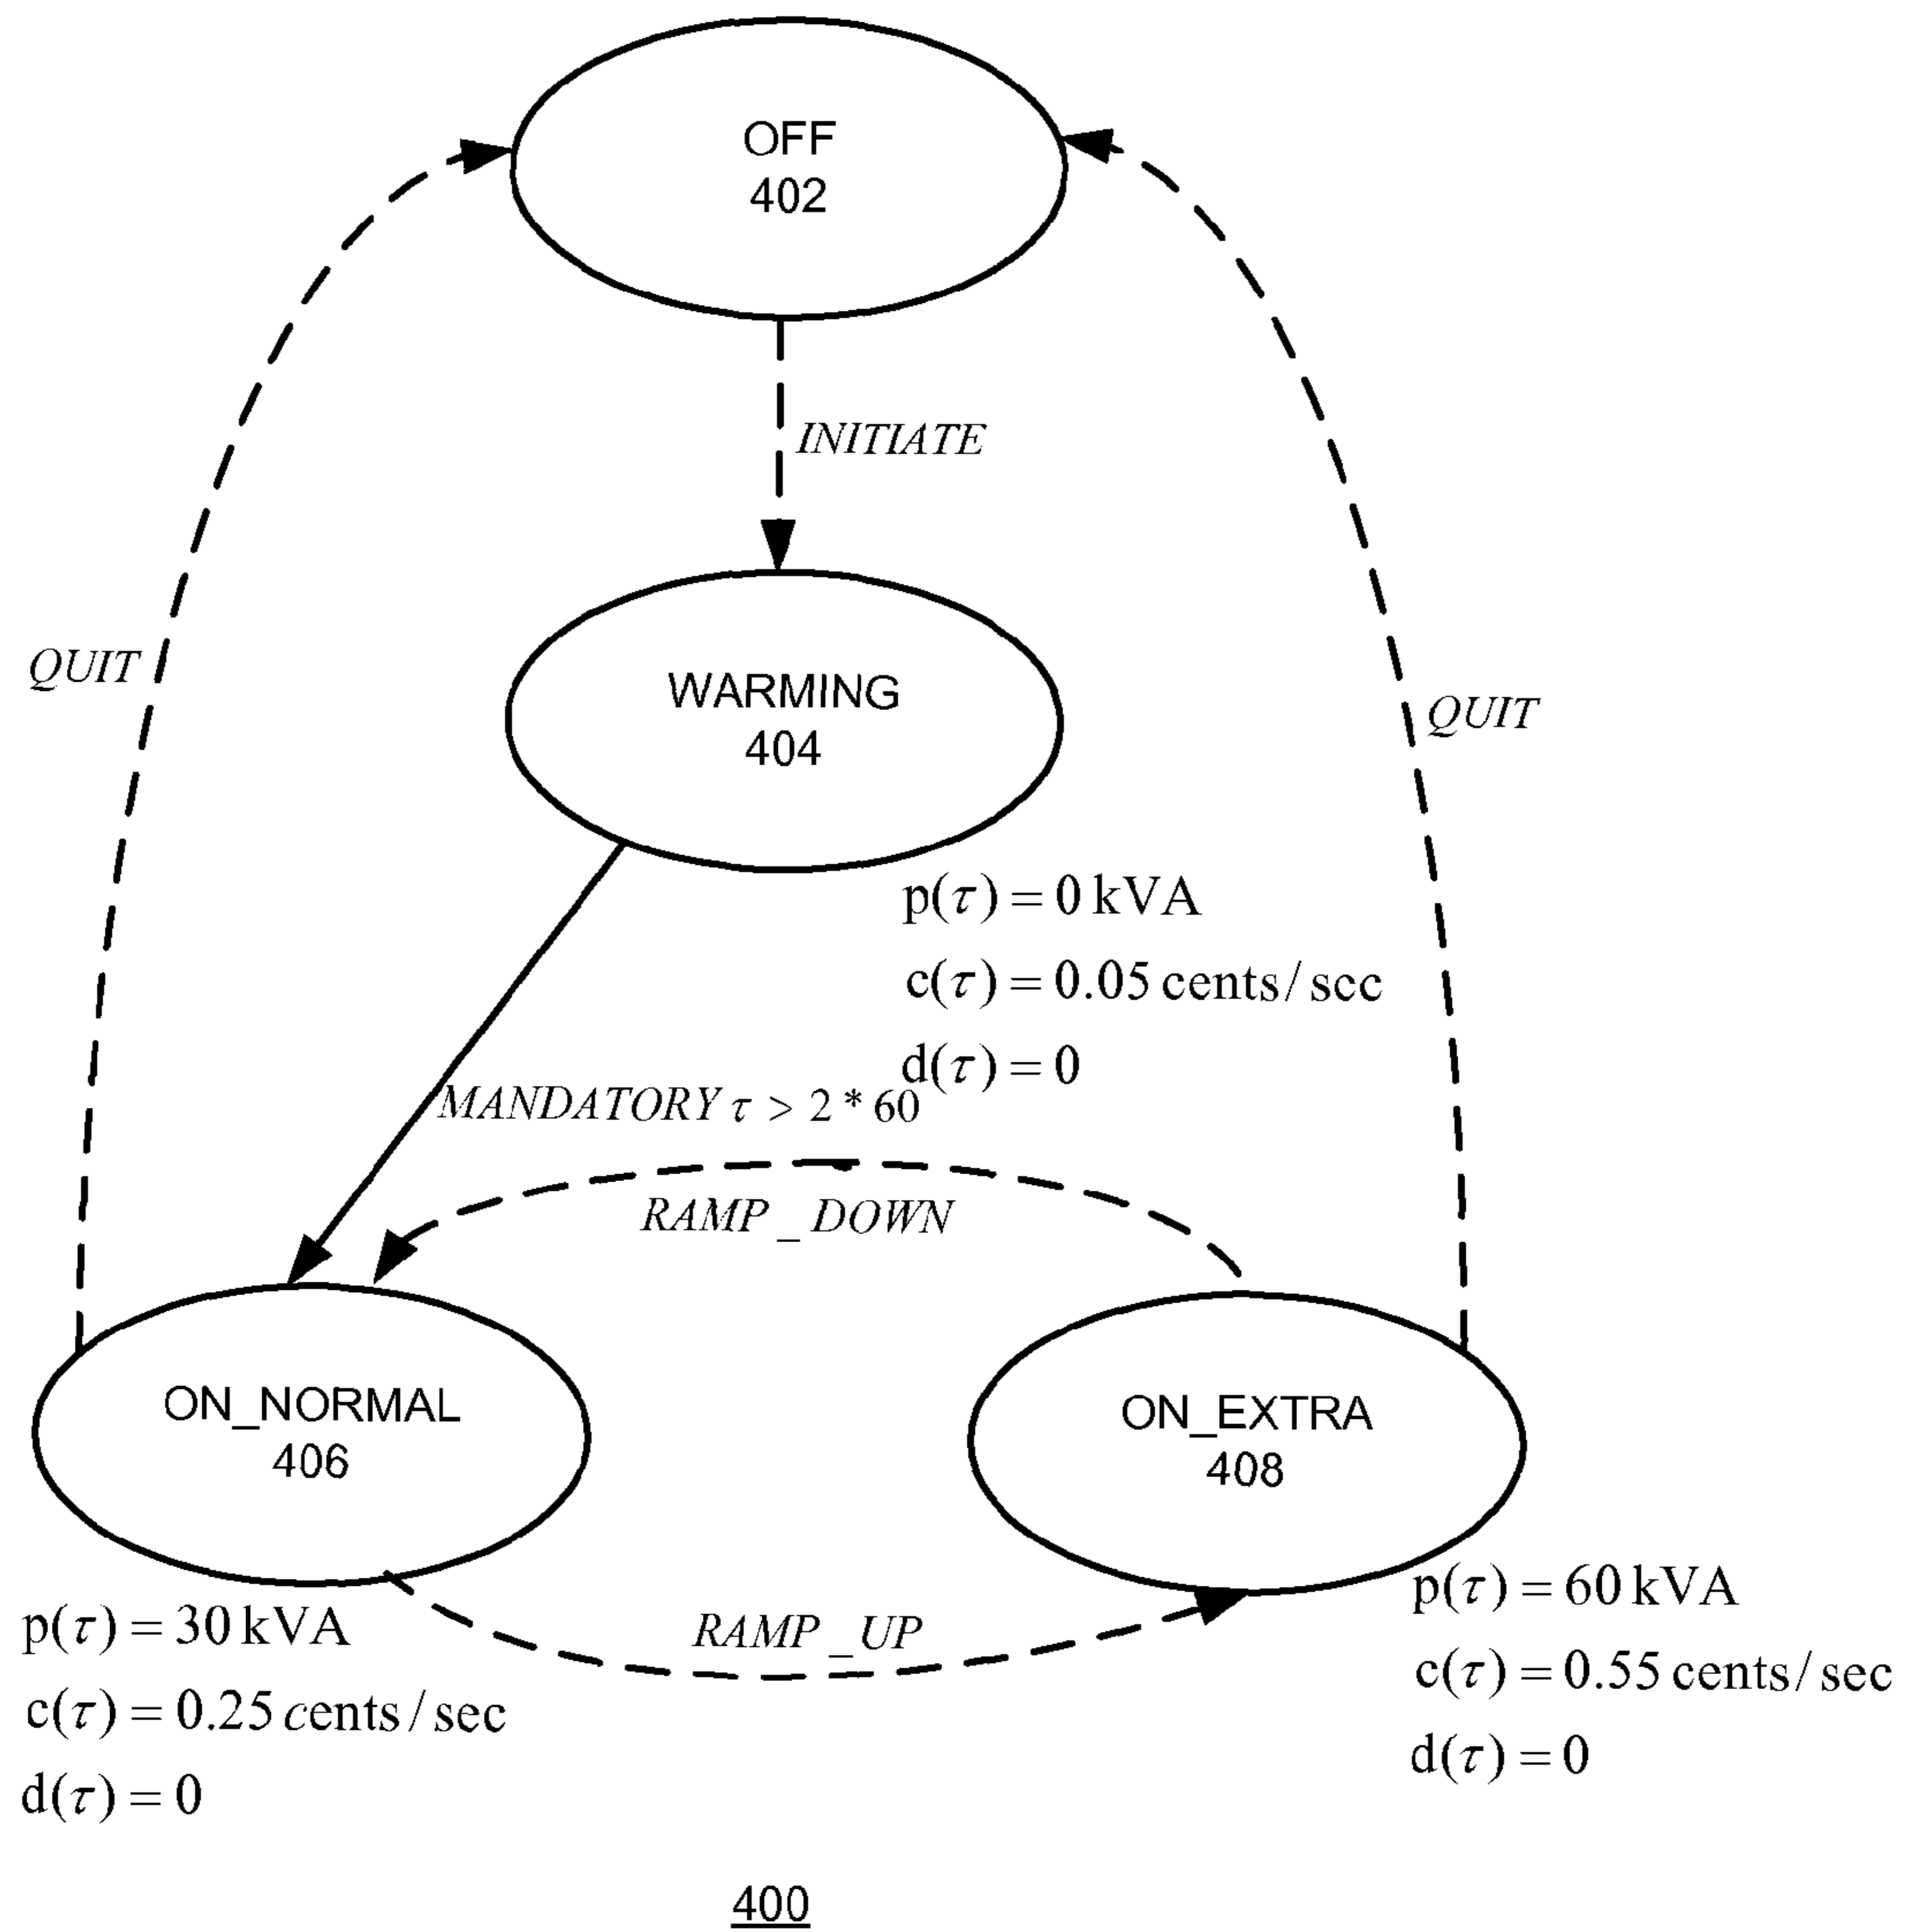 OFF
402
INITIATE
QUIT
WARMING
404
QUIT
p(τ) = 0 kVA
c(τ) = 0.05 cents/scc
d(τ) = 0
MANDATORY τ > 2 * 60
RAMP _ DOWN
ON_NORMAL
406
ON_EXTRA
408
p(τ) = 30 kVA
c(τ) = 0.25 cents/sec
d(τ) = 0
RAMP _ UP
p(τ) = 60 kVA
c(τ) = 0.55 cents/sec
d(τ) = 0
400